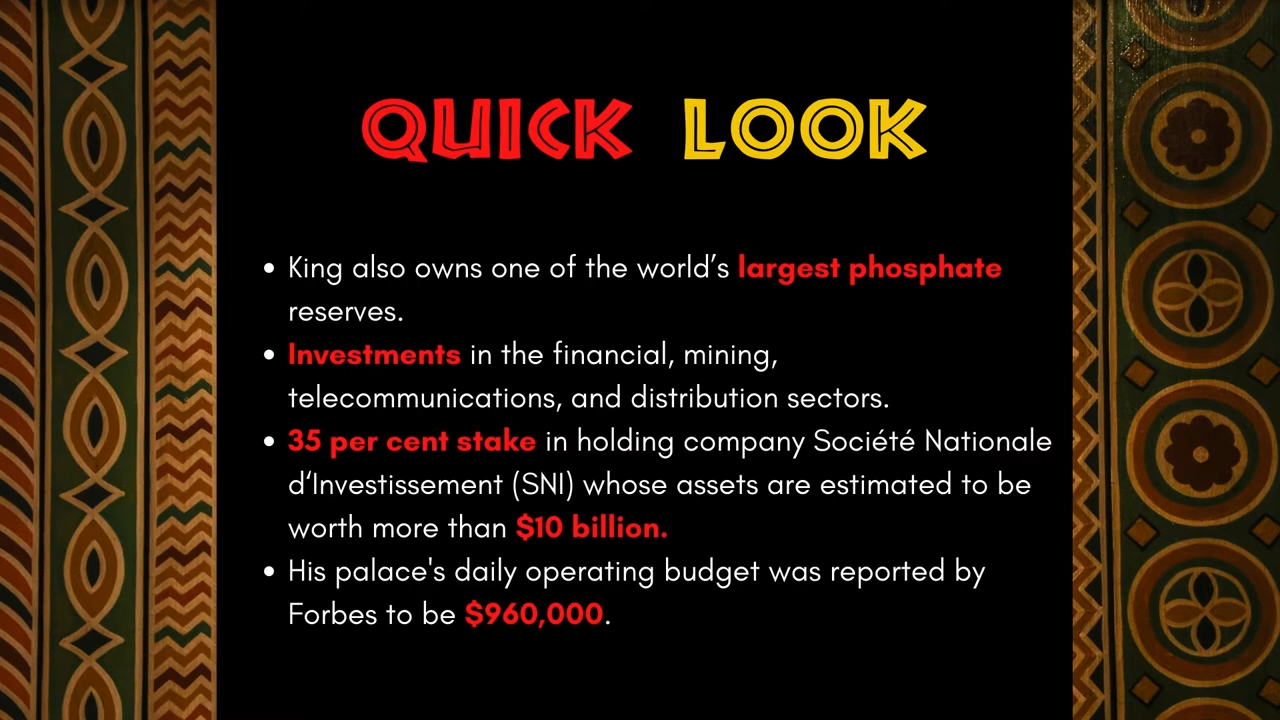 QUICK LOOK
• King also owns one of the world’s largest phosphate
reserves.
• Investments in the financial, mining,
telecommunications, and distribution sectors.
• 35 per cent stake in holding company Société Nationale
d‘Investissement (SNI) whose assets are estimated to be
worth more than $10 billion.
• His palace's daily operating budget was reported by
Forbes to be $960,000.